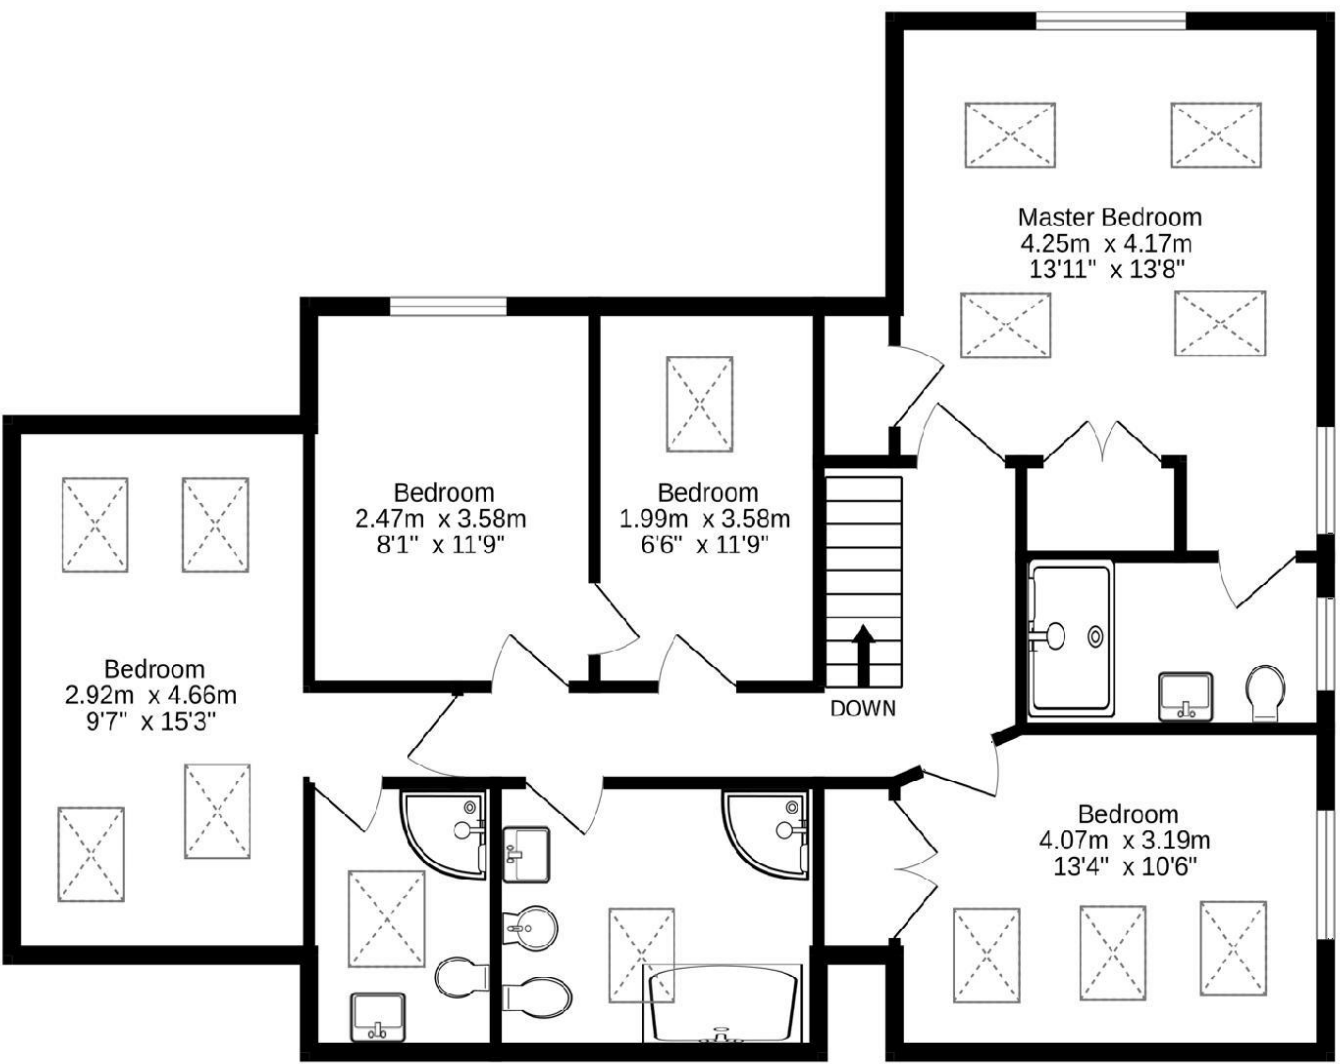 Master Bedroom
4.25m x 4.17m
13'11" x 13'8"
Bedroom
2.47m x 3.58m
8'1" x 11'9"
Bedroom
1.99m x 3.58m
6'6" x 11'9"
Bedroom
2.92m x 4.66m
9'7" x 15'3"
DOWN
Bedroom
4.07m x 3.19m
13'4" x 10'6"